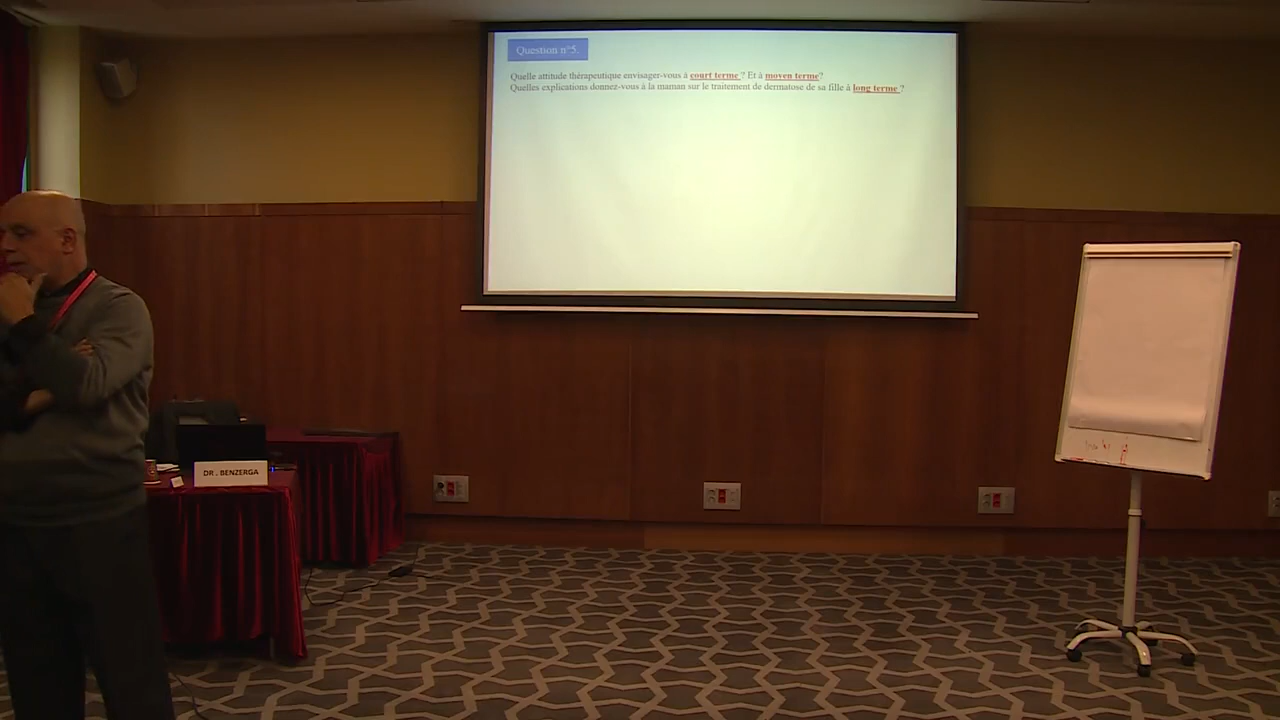 Question n°5.
Quelle attitude thérapeutique envisager-vous à court terme ? Et à moyen terme?
Quelles explications donnez-vous à la maman sur le traitement de dermatose de sa fille à long terme ?
DR . BENZERGA